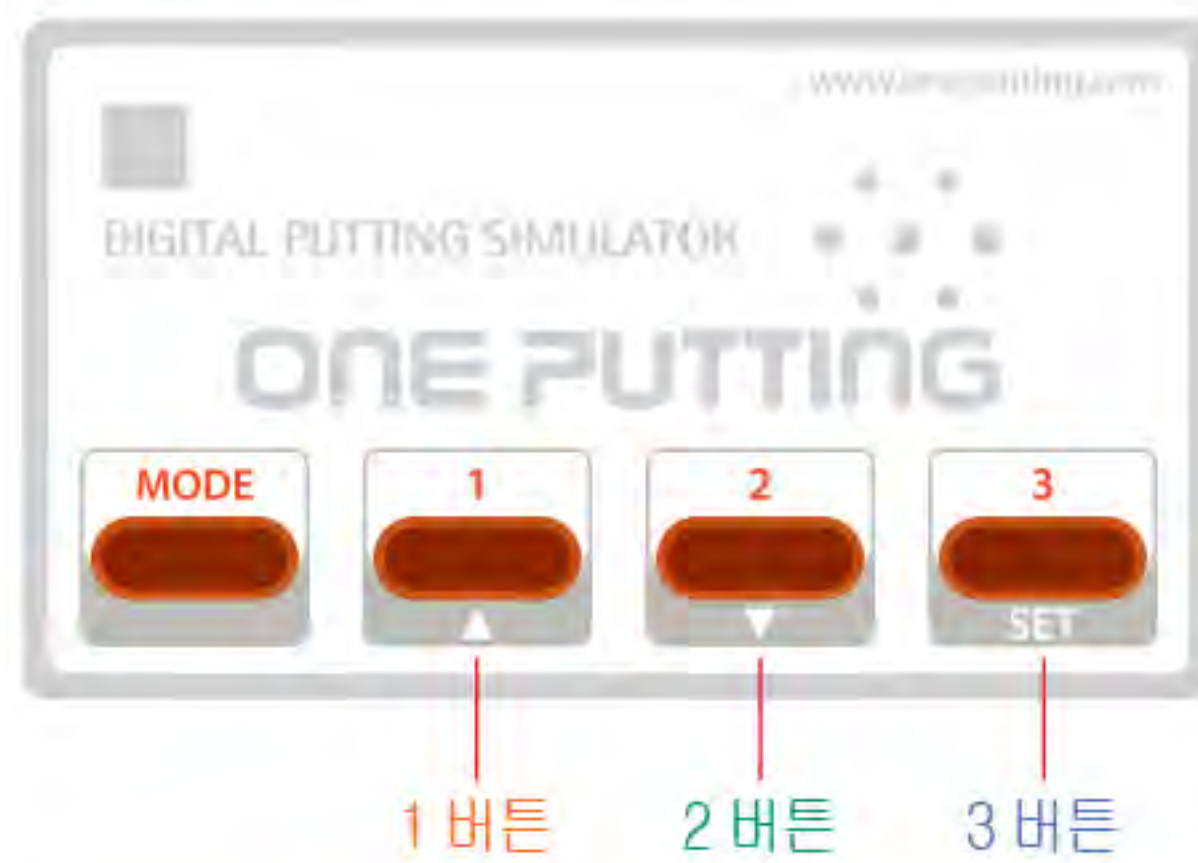 DIGITAL PUTTING SIMULATOR
ONE PUTTING
MODE 1 2 3
▲ ▼ SET
1 버튼 2 버튼 3 버튼